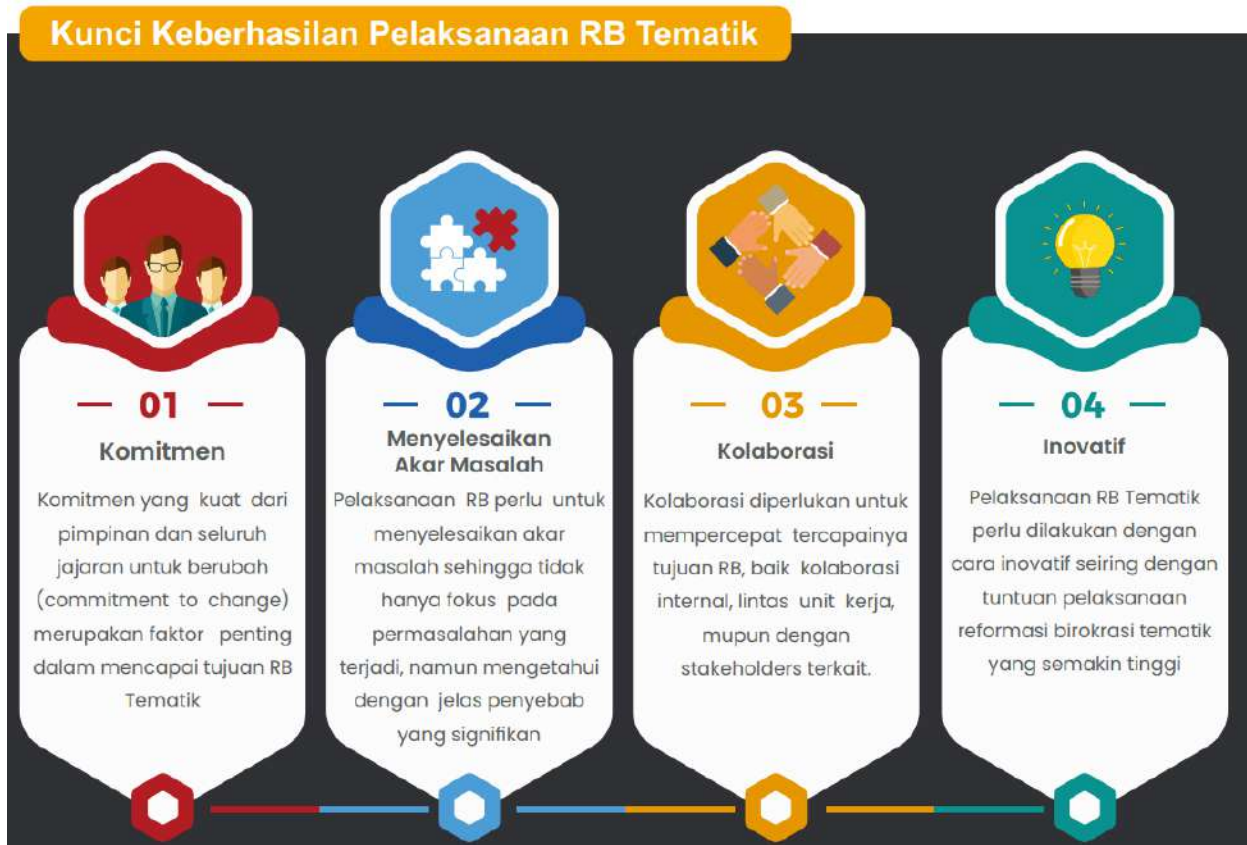 Kunci Keberhasilan Pelaksanaan RB Tematik
01
Komitmen
Komitmen yang kuat dari
pimpinan dan seluruh
jajaran untuk berubah
(commitment to change)
merupakan faktor penting
dalam mencapai tujuan RB
Tematik
02
Menyelesaikan
Akar Masalah
Pelaksanaan RB perlu untuk
menyelesaikan akar
masalah sehingga tidak
hanya fokus pada
permasalahan yang
terjadi, namun mengetahui
dengan jelas penyebab
yang signifikan
03
Kolaborasi
Kolaborasi diperlukan untuk
mempercepat tercapainya
tujuan RB, baik kolaborasi
internal, lintas unit kerja,
mupun dengan
stakeholders terkait.
04
Inovatif
Pelaksanaan RB Tematik
perlu dilakukan dengan
cara inovatif seiring dengan
tuntuan pelaksanaan
reformasi birokrasi tematik
yang semakin tinggi